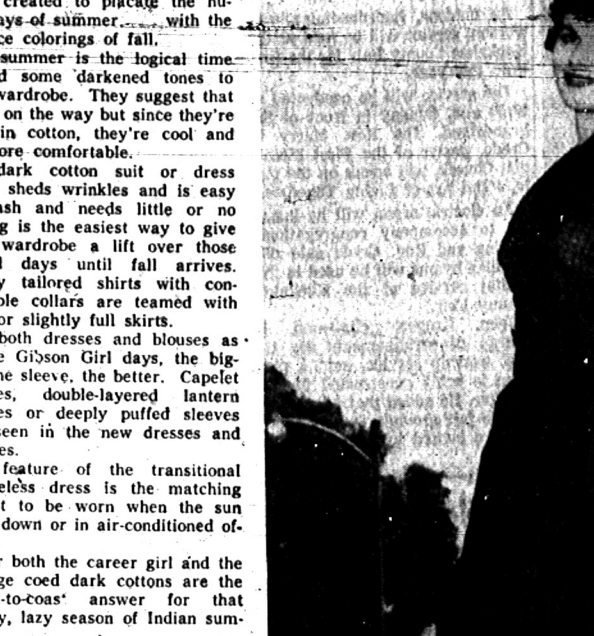 created to placate the hu-
ays of summer. with the
ce colorings of fall.
summer is the logical time
d some darkened tones to
wardrobe. They suggest that
on the way but since they're
in cotton, they're cool and
ore comfortable.
dark cotton suit or dress
sheds wrinkles and is easy
ash and needs little or no
g is the easiest way to give
wardrobe a lift over those
l days until fall arrives.
y tailored shirts with con-
ble collars are teamed with
or slightly full skirts.
both dresses and blouses as
e Gibson Girl days, the big-
he sleeve, the better. Capelet
es, double-layered lantern
es or deeply puffed sleeves
seen in the new dresses and
es.
feature of the transitional
eless dress is the matching
t to be worn when the sun
down or in air-conditioned of-
r both the career girl and the
ge coed dark cottons are the
-to-coas' answer for that
y, lazy season of Indian sum-